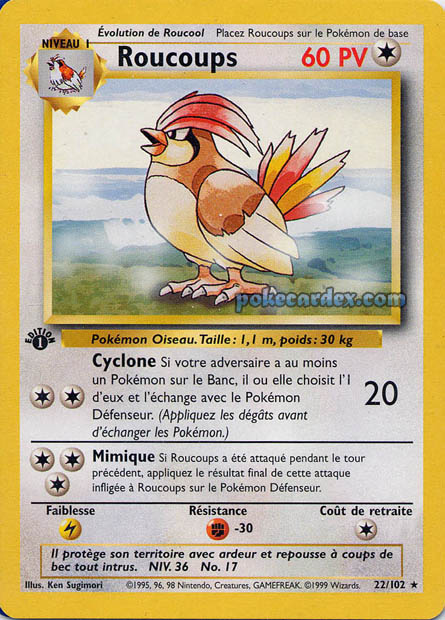 Évolution de Roucool Placez Roucoups sur le Pokémon de base
NIVEAU I
Roucoups 60 PV
pokecardex.com
EDITION 1
Pokémon Oiseau. Taille: 1,1 m, poids: 30 kg
Cyclone Si votre adversaire a au moins
un Pokémon sur le Banc, il ou elle choisit l'1
d'eux et l'échange avec le Pokémon
Défenseur. (Appliquez les dégâts avant
d'échanger les Pokémon.)
20
Mimique Si Roucoups a été attaqué pendant le tour
précédent, appliquez le résultat final de cette attaque
infligée à Roucoups sur le Pokémon Défenseur.
Faiblesse Résistance Coût de retraite
-30
Il protège son territoire avec ardeur et repousse à coups de
bec tout intrus. NIV. 36 No. 17
Illus. Ken Sugimori ©1995, 96, 98 Nintendo, Creatures, GAMEFREAK. ©1999 Wizards. 22/102 ★